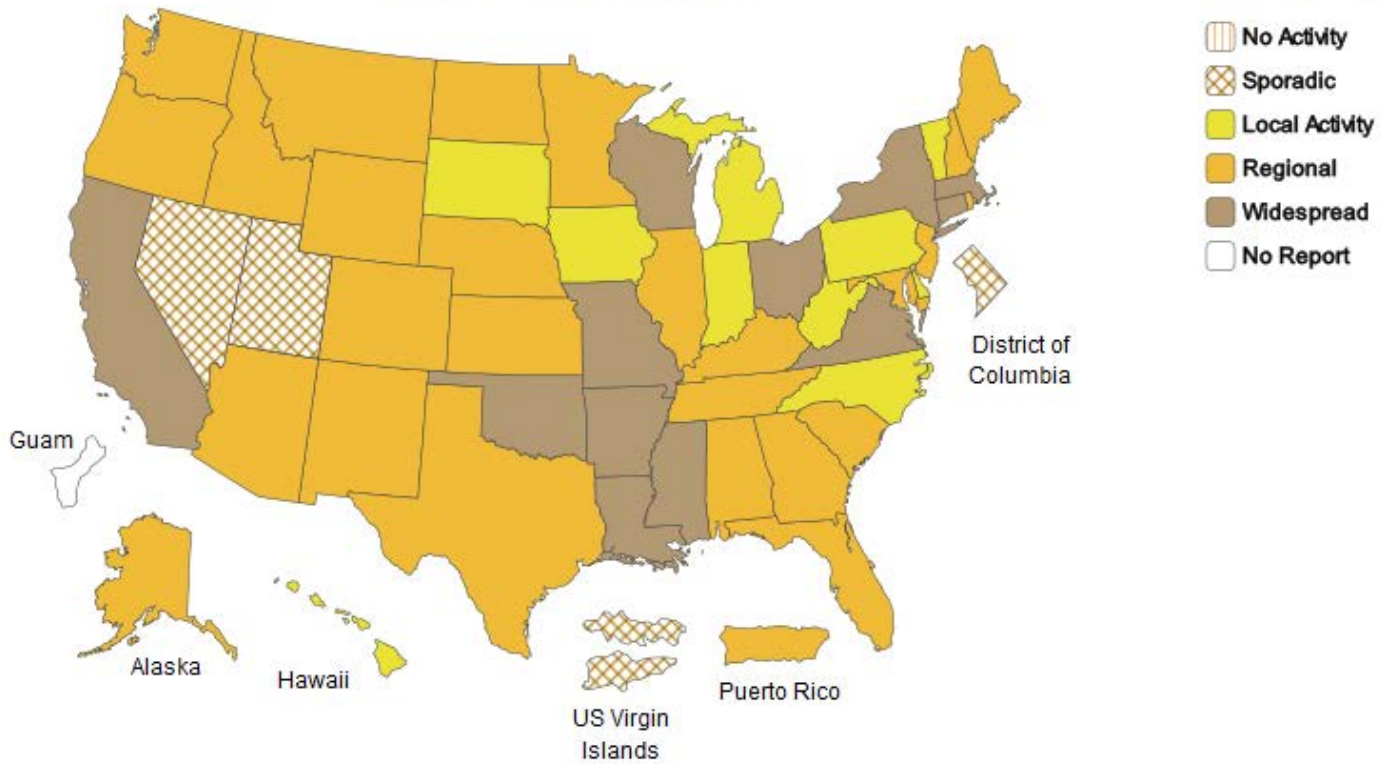 No Activity
Sporadic
Local Activity
Regional
Widespread
No Report
District of
Columbia
Guam
Alaska
Hawaii
US Virgin
Islands
Puerto Rico